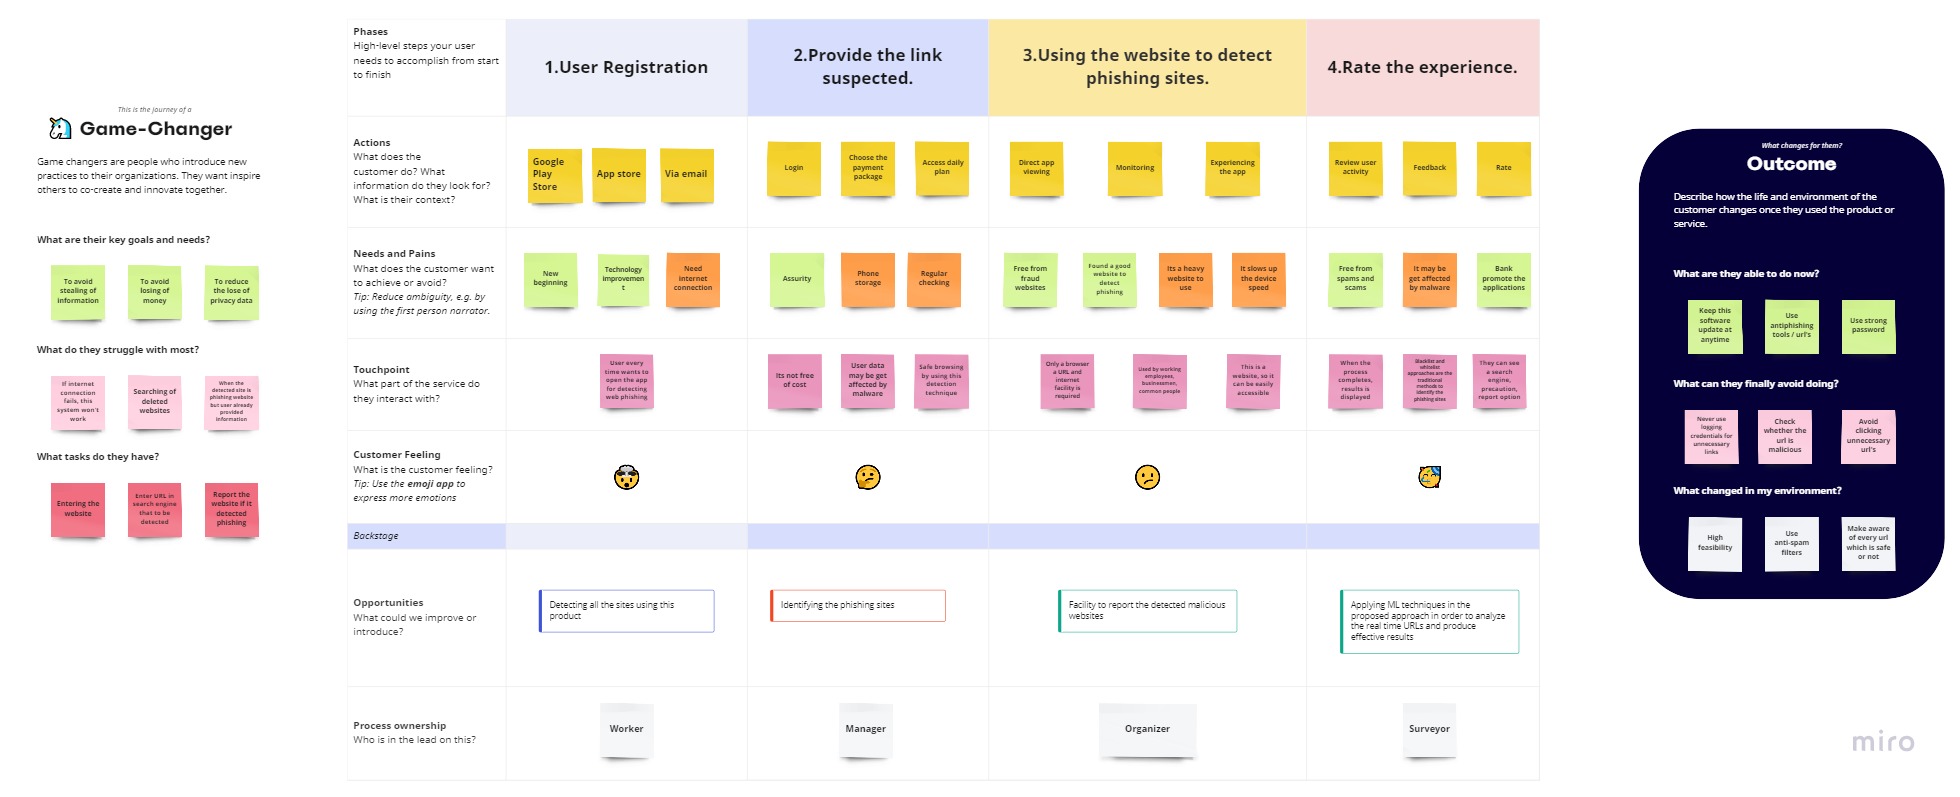 This is the journey of a
Game-Changer
Game changers are people who introduce new
practices to their organizations. They want inspire
others to co-create and innovate together.
What are their key goals and needs?
To avoid
stealing of
information
To avoid
losing of
money
To reduce
the lose of
privacy data
What do they struggle with most?
If internet
connection
fails, this
system won't
work
Searching of
deleted
websites
When the
detected site is
phishing website
but user already
provided
information
What tasks do they have?
Entering the
website
Enter URL in
search engine
that to be
detected
Report the
website if it
detected
phishing
Phases
High-level steps your user
needs to accomplish from start
to finish
1.User Registration
2.Provide the link
suspected.
3.Using the website to detect
phishing sites.
4.Rate the experience.
Actions
What does the
customer do? What
information do they look for?
What is their context?
Google
Play
Store
App store
Via email
Login
Choose the
payment
package
Access daily
plan
Direct app
viewing
Monitoring
Experiencing
the app
Review user
activity
Feedback
Rate
Needs and Pains
What does the customer want
to achieve or avoid?
Tip: Reduce ambiguity, e.g. by
using the first person narrator.
New
beginning
Technology
improvemen
t
Need
internet
connection
Assurity
Phone
storage
Regular
checking
Free from
fraud
websites
Found a good
website to
detect
phishing
Its a heavy
website to
use
It slows up
the device
speed
Free from
spams and
scams
It may be
get affected
by malware
Bank
promote the
applications
Touchpoint
What part of the service do
they interact with?
User every
time wants to
open the app
for detecting
web phishing
Its not free
of cost
User data
may be get
affected by
malware
Safe browsing
by using this
detection
technique
Only a browser
a URL and
internet
facility is
required
Used by working
employees,
businessmen,
common people
This is a
website, so it
can be easily
accessible
When the
process
completes,
results is
displayed
Blacklist and
whitelist
approaches are the
traditional
methods to
identify the
phishing sites
They can see
a search
engine,
precaution,
report option
Customer Feeling
What is the customer feeling?
Tip: Use the emoji app to
express more emotions
Backstage
Opportunities
What could we improve or
introduce?
Detecting all the sites using this
product
Identifying the phishing sites
Facility to report the detected malicious
websites
Applying ML techniques in the
proposed approach in order to analyze
the real time URLs and produce
effective results
Process ownership
Who is in the lead on this?
Worker
Manager
Organizer
Surveyor
What changes for them?
Outcome
Describe how the life and environment of the
customer changes once they used the product or
service.
What are they able to do now?
Keep this
software
update at
anytime
Use
antiphishing
tools / url's
Use strong
password
What can they finally avoid doing?
Never use
logging
credentials for
unnecessary
links
Check
whether the
url is
malicious
Avoid
clicking
unnecessary
url's
What changed in my environment?
High
feasibility
Use
anti-spam
filters
Make aware
of every url
which is safe
or not
miro